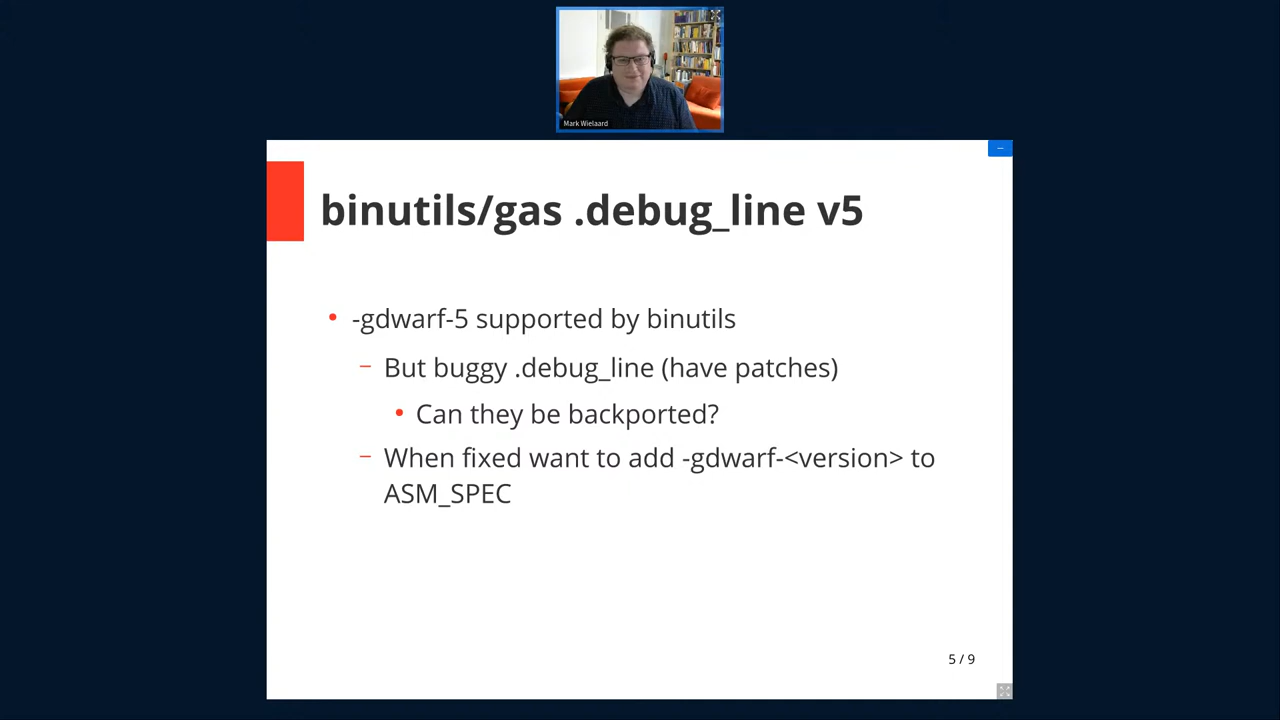 Mark Wielaard
binutils/gas .debug_line v5
-gdwarf-5 supported by binutils
But buggy .debug_line (have patches)
Can they be backported?
When fixed want to add -gdwarf-<version> to
ASM_SPEC
5 / 9